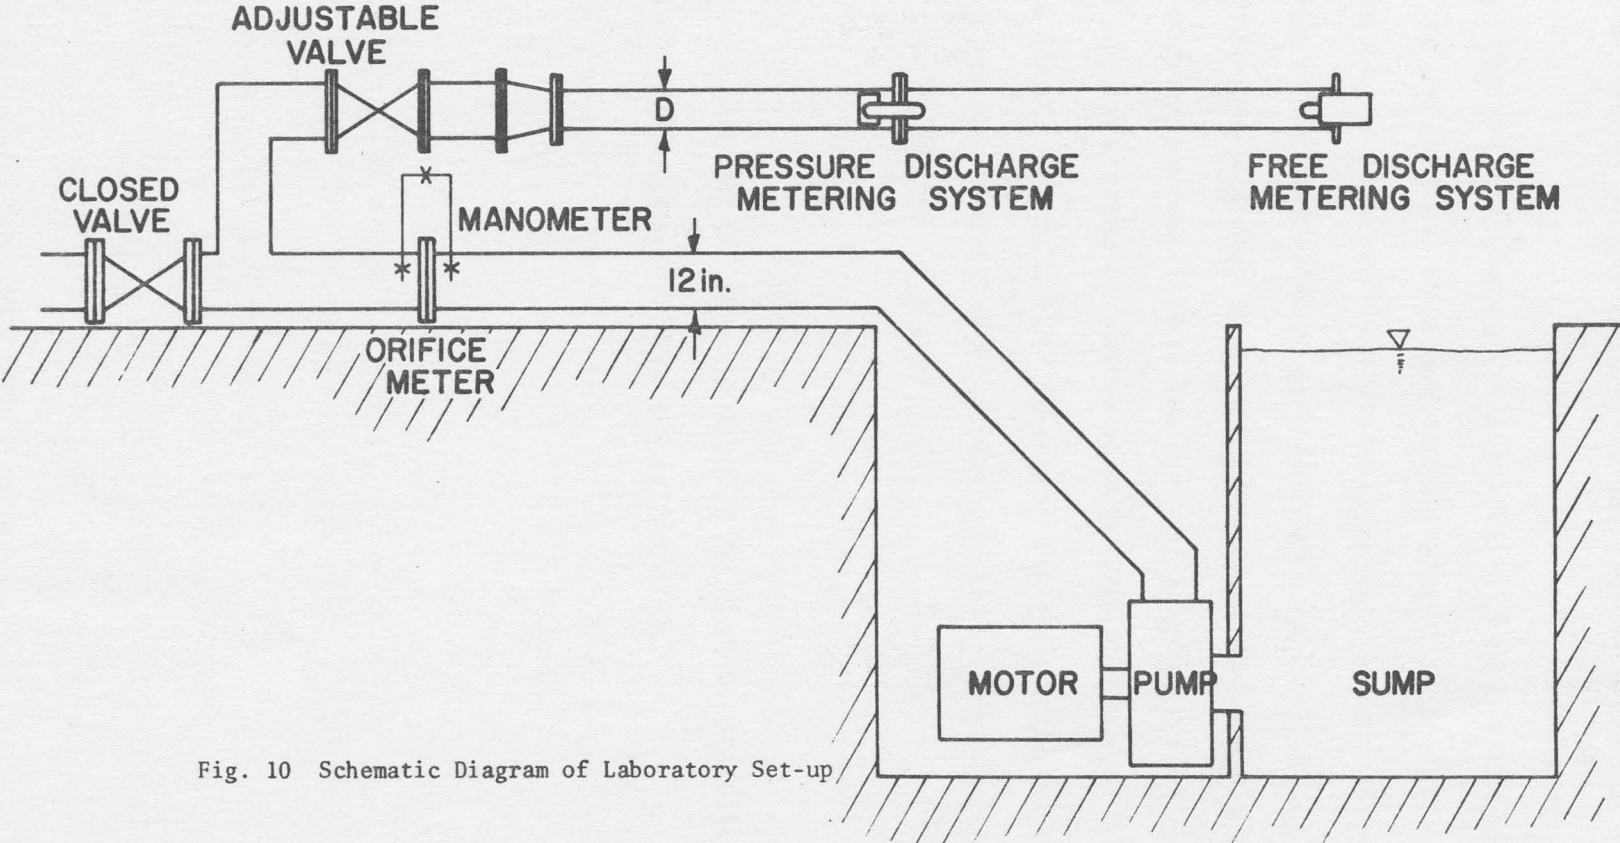 ADJUSTABLE
VALVE
D
PRESSURE DISCHARGE
METERING SYSTEM
FREE DISCHARGE
METERING SYSTEM
CLOSED
VALVE
MANOMETER
12 in.
ORIFICE
METER
MOTOR
PUMP
SUMP
Fig. 10 Schematic Diagram of Laboratory Set-up